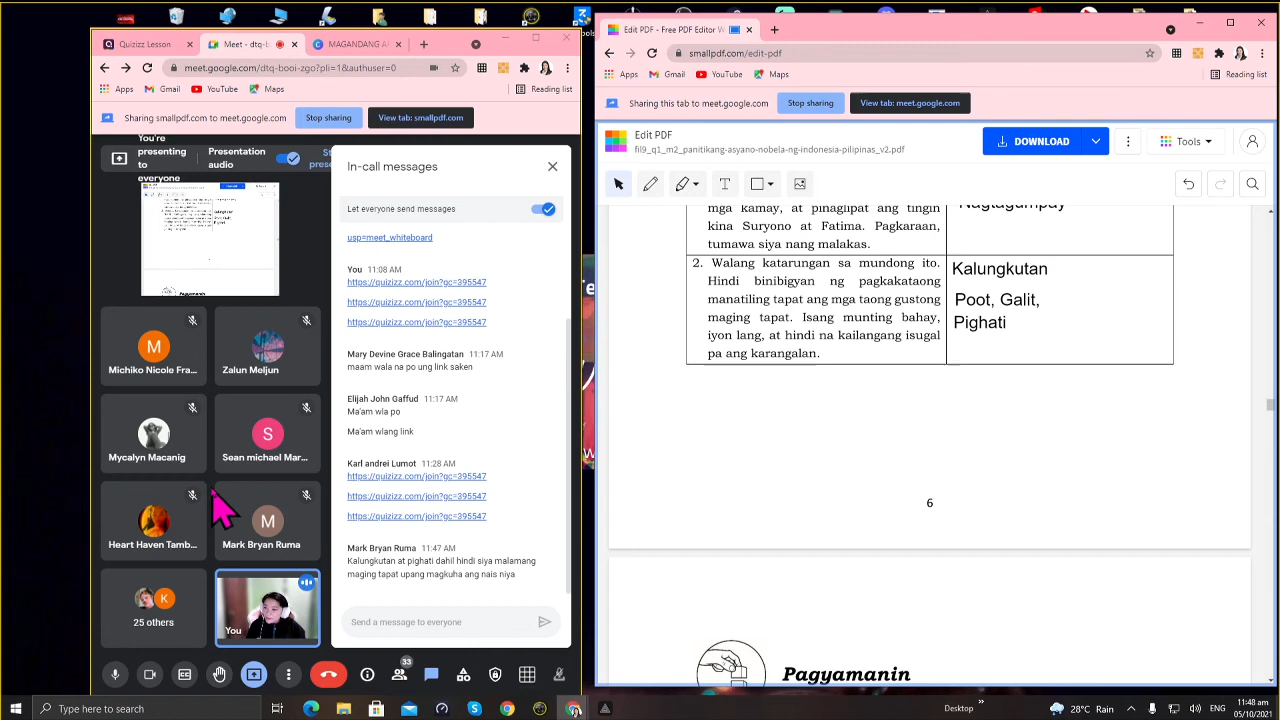 Quizizz Lesson
Meet - dtq-b
MAGANDANG A
meet.google.com/dtq-booi-zgo?pli=1&authuser=0
Apps
Gmail
YouTube
Maps
Reading list
Sharing smallpdf.com to meet.google.com
Stop sharing
View tab: smallpdf.com
You're
presenting
to
everyone
Presentation
audio
In-call messages
Let everyone send messages
usp=meet_whiteboard
You 11:08 AM
https://quizizz.com/join?gc=395547
https://quizizz.com/join?gc=395547
https://quizizz.com/join?gc=395547
Mary Devine Grace Balingatan 11:17 AM
maam wala na po ung link saken
Elijah John Gaffud 11:17 AM
Ma'am wla po
Ma'am wlang link
Karl andrei Lumot 11:28 AM
https://quizizz.com/join?gc=395547
https://quizizz.com/join?gc=395547
https://quizizz.com/join?gc=395547
Mark Bryan Ruma 11:47 AM
Kalungkutan at pighati dahil hindi siya malamang
maging tapat upang magkuha ang nais niya
Send a message to everyone
M
Michiko Nicole Fra...
Zalun Meljun
Mycalyn Macanig
S
Sean michael Mar...
Heart Haven Tamb...
M
Mark Bryan Ruma
K
25 others
You
33
Edit PDF - Free PDF Editor W
smallpdf.com/edit-pdf
Apps
Gmail
YouTube
Maps
Reading list
Sharing this tab to meet.google.com
Stop sharing
View tab: meet.google.com
Edit PDF
fil9_q1_m2_panitikang-asyano-nobela-ng-indonesia-pilipinas_v2.pdf
DOWNLOAD
Tools
mga kamay, at pinaglipat ang tingin
kina Suryono at Fatima. Pagkaraan,
tumawa siya nang malakas.
Nagtagumpay
2. Walang katarungan sa mundong ito.
Hindi binibigyan ng pagkakataong
manatiling tapat ang mga taong gustong
maging tapat. Isang munting bahay,
iyon lang, at hindi na kailangang isugal
pa ang karangalan.
Kalungkutan
Poot, Galit,
Pighati
6
Pagyamanin
Type here to search
Desktop
28°C Rain
11:48 am
05/10/2021